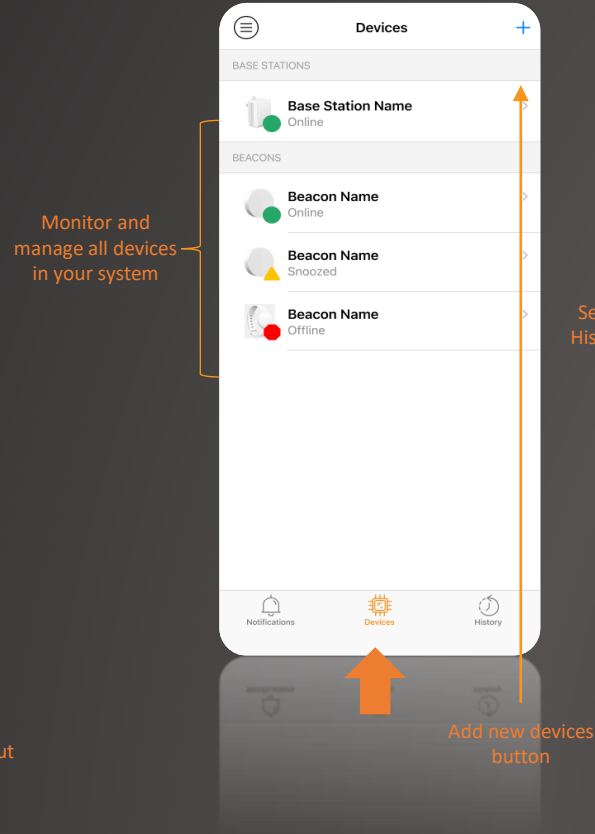 Devices
+
BASE STATIONS
Base Station Name
Online
BEACONS
Beacon Name
Online
Beacon Name
Snoozed
Beacon Name
Offline
Notifications
Devices
History
Monitor and
manage all devices
in your system
Add new devices
button